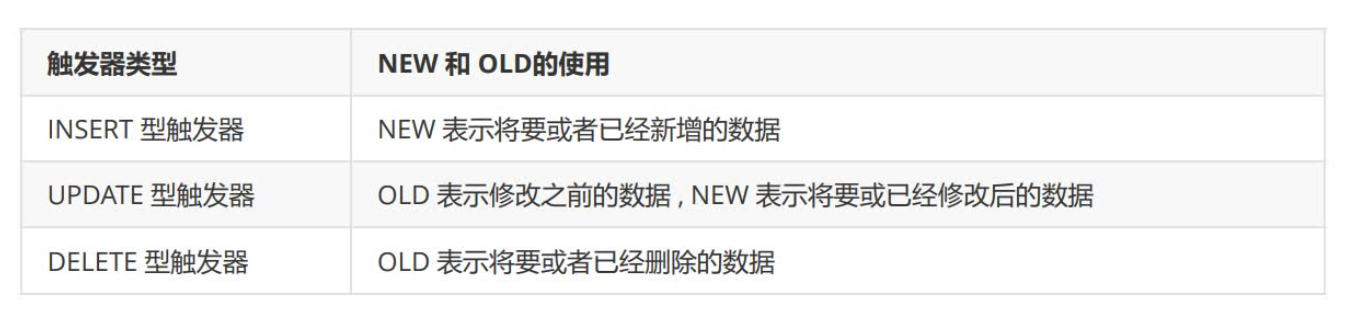 触发器类型 NEW 和 OLD的使用
INSERT 型触发器 NEW 表示将要或者已经新增的数据
UPDATE 型触发器 OLD 表示修改之前的数据 , NEW 表示将要或已经修改后的数据
DELETE 型触发器 OLD 表示将要或者已经删除的数据